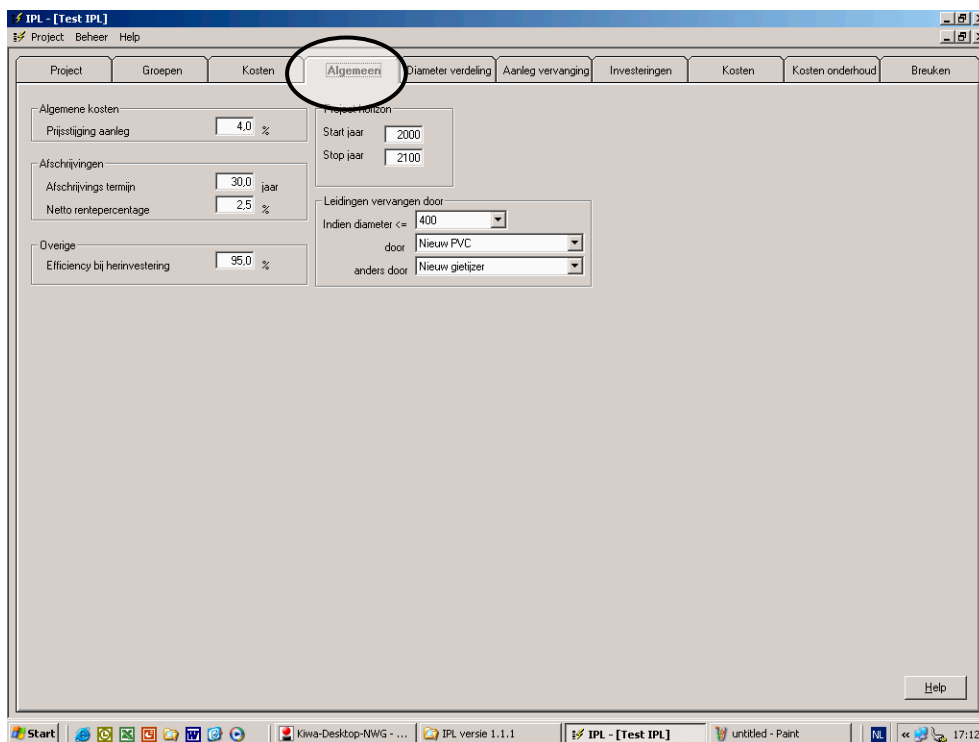 IPL - [Test IPL]
Project Beheer Help
Project Groepen Kosten Algemeen Diameter verdeling Aanleg vervanging Investeringen Kosten Kosten onderhoud Breuken
Algemene kosten
Prijsstijging aanleg 4,0 %
Afschrijvingen
Afschrijvings termijn 30,0 jaar
Netto rentepercentage 2,5 %
Overige
Efficiency bij herinvestering 95,0 %
Project horizon
Start jaar 2000
Stop jaar 2100
Leidingen vervangen door
Indien diameter <= 400
door Nieuw PVC
anders door Nieuw gietijzer
Help
Start Kiwa-Desktop-NWG - ... IPL versie 1.1.1 IPL - [Test IPL] untitled - Paint NL « 17:1